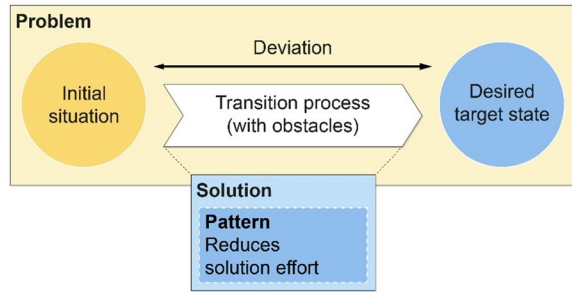 Problem
Deviation
Initial
situation
Transition process
(with obstacles)
Desired
target state
Solution
Pattern
Reduces
solution effort